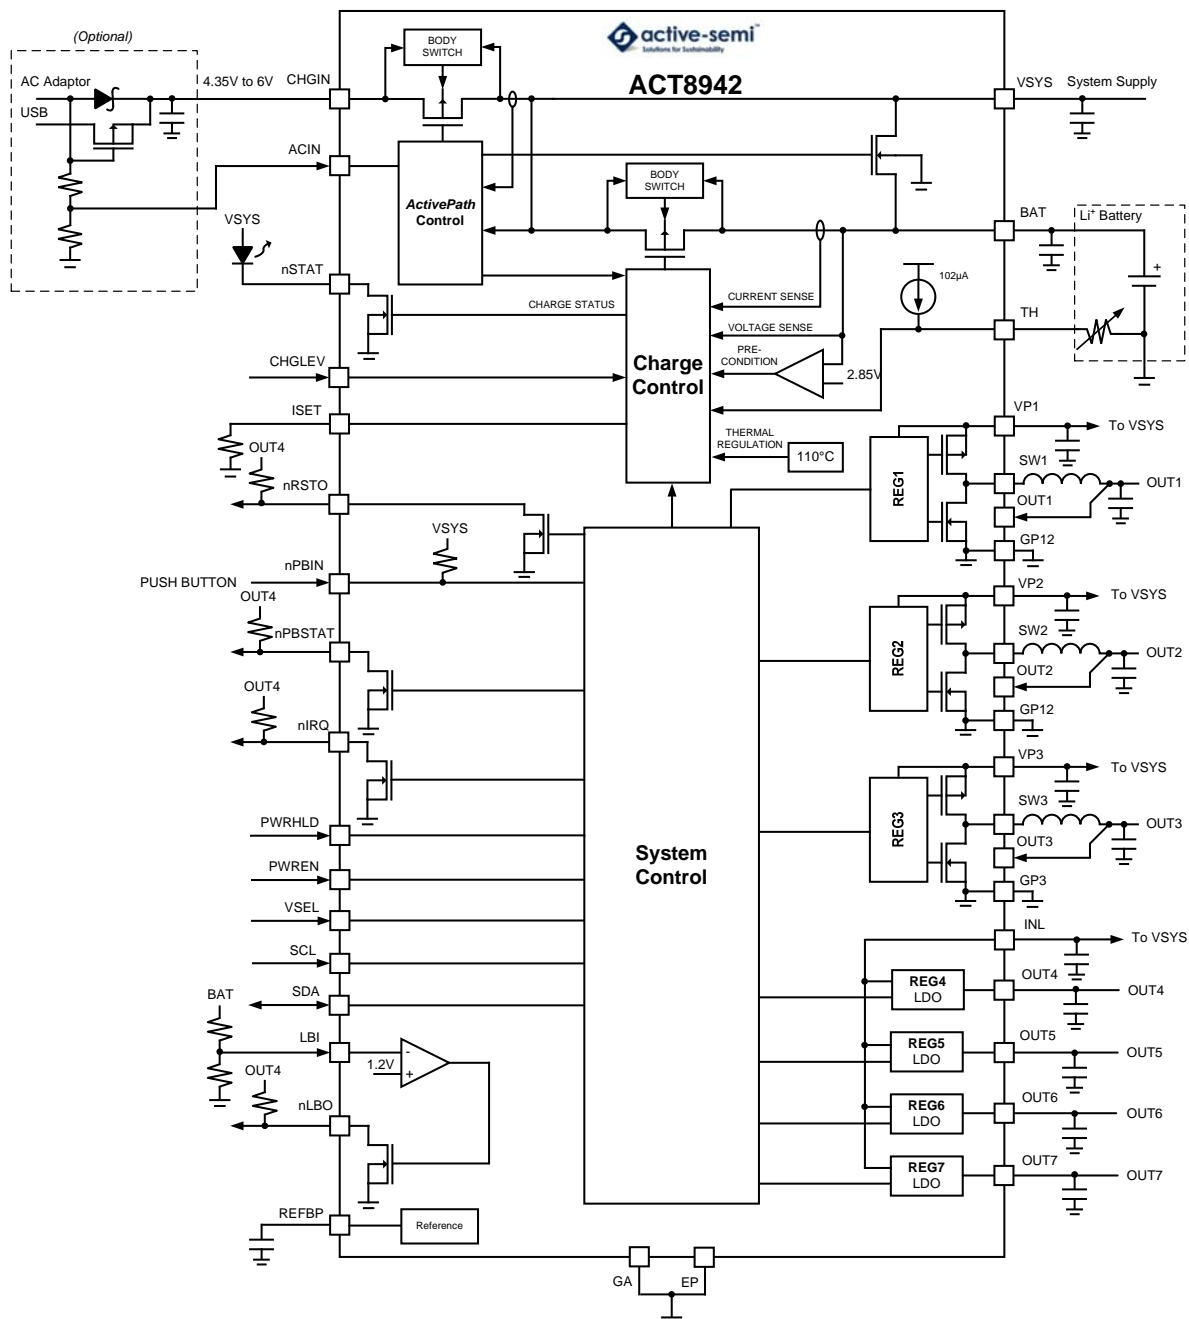 (Optional)
AC Adaptor
USB
4.35V to 6V
CHGIN
BODY
SWITCH
active-semi™
Solutions for Sustainability
ACT8942
VSYS
System Supply
ACIN
ActivePath
Control
BODY
SWITCH
VSYS
nSTAT
BAT
Li+ Battery
+
102µA
CHARGE STATUS
CURRENT SENSE
TH
VOLTAGE SENSE
CHGLEV
Charge
Control
PRE-
CONDITION
2.85V
ISET
THERMAL
REGULATION
110°C
OUT4
nRSTO
VP1
To VSYS
REG1
SW1
OUT1
OUT1
GP12
VSYS
nPBIN
PUSH BUTTON
OUT4
nPBSTAT
VP2
To VSYS
REG2
SW2
OUT2
OUT2
GP12
OUT4
nIRQ
VP3
To VSYS
REG3
SW3
OUT3
OUT3
GP3
PWRHLD
PWREN
VSEL
SCL
SDA
System
Control
INL
To VSYS
REG4
LDO
OUT4
OUT4
BAT
LBI
1.2V
-
+
REG5
LDO
OUT5
OUT5
OUT4
nLBO
REG6
LDO
OUT6
OUT6
REG7
LDO
OUT7
OUT7
REFBP
Reference
GA
EP